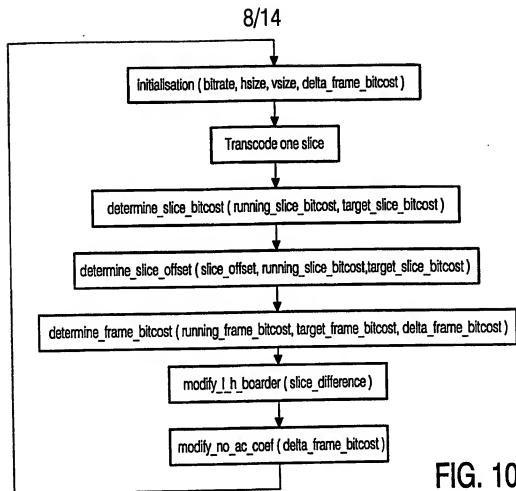 8/14
initialisation ( bitrate, hsize, vsize, delta_frame_bitcost )
Transcode one slice
determine_slice_bitcost ( running_slice_bitcost, target_slice_bitcost )
determine_slice_offset ( slice_offset, running_slice_bitcost,target_slice_bitcost )
determine_frame_bitcost ( running_frame_bitcost, target_frame_bitcost, delta_frame_bitcost )
modify_l_h_boarder ( slice_difference )
modify_no_ac_coef ( delta_frame_bitcost )
FIG. 10